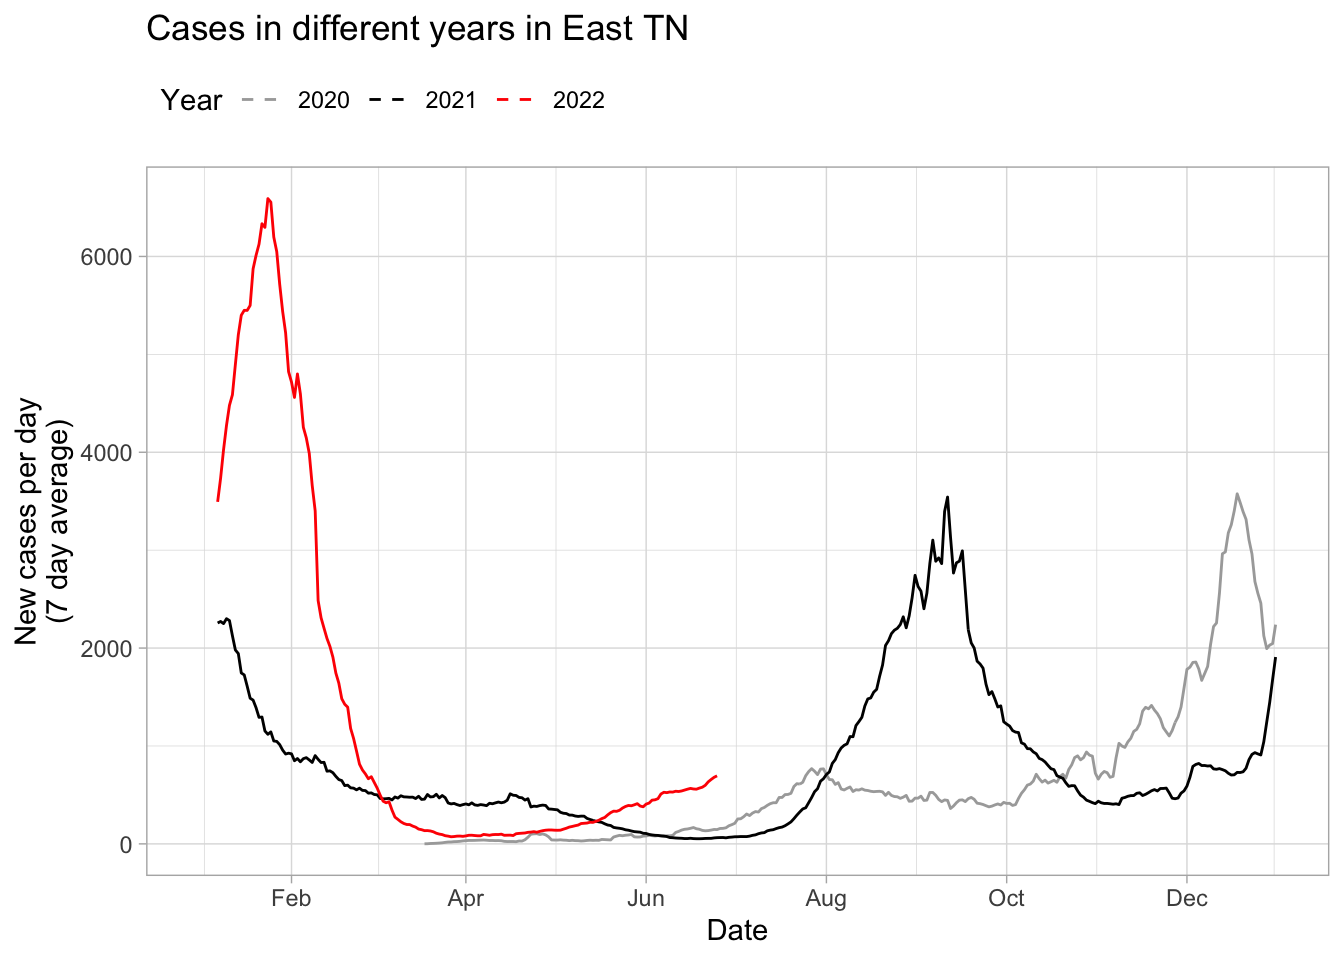 Cases in different years in East TN
Year 2020 2021 2022
New cases per day
(7 day average)
6000
4000
2000
0
Feb Apr Jun Aug Oct Dec
Date